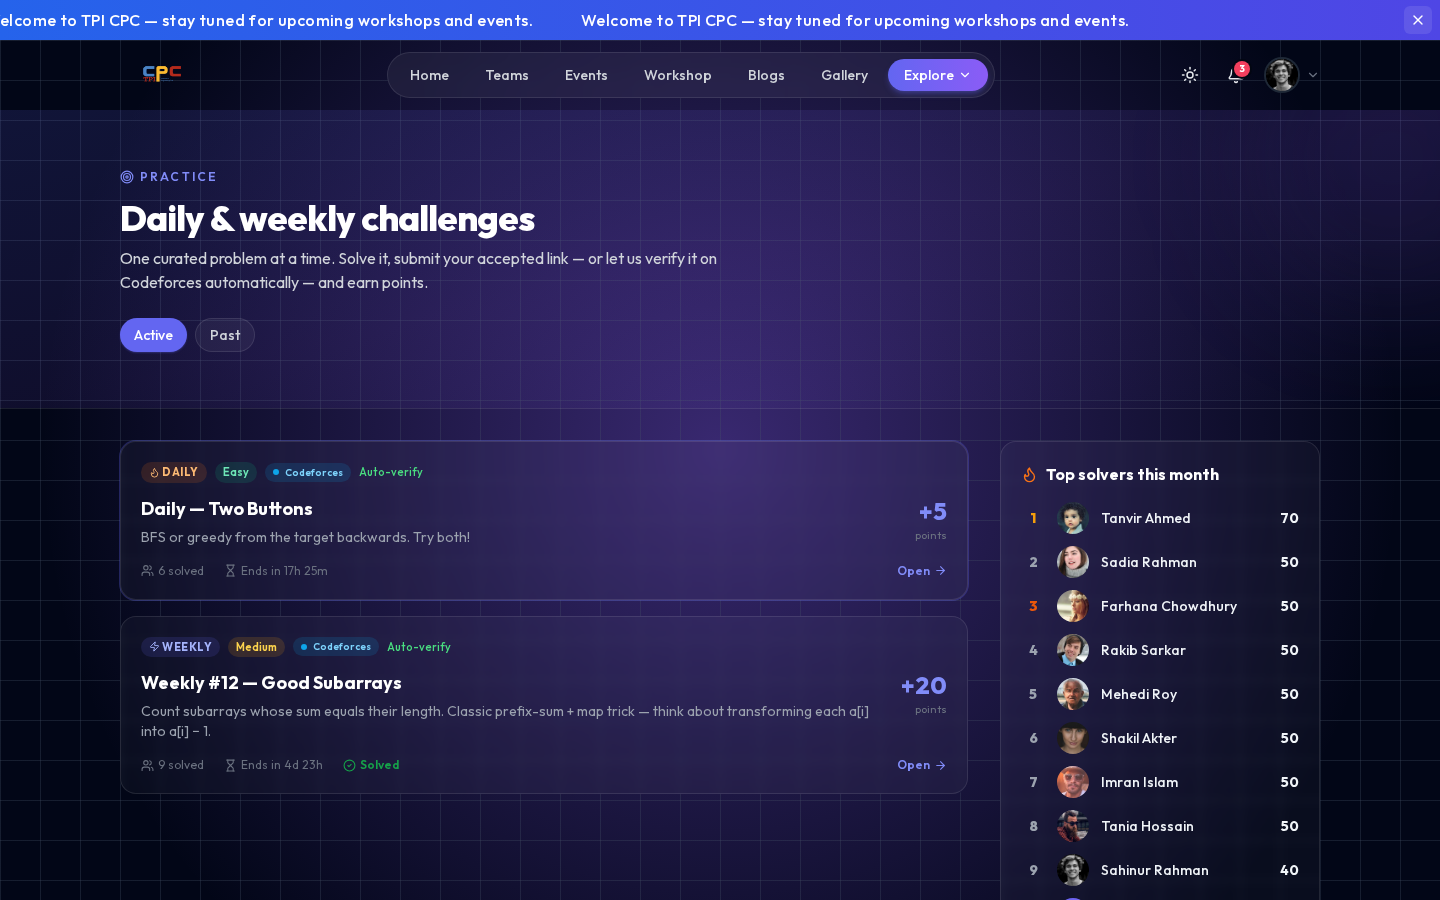 elcome to TPI CPC — stay tuned for upcoming workshops and events. Welcome to TPI CPC — stay tuned for upcoming workshops and events.
CPC
TPI
Home Teams Events Workshop Blogs Gallery Explore
3
PRACTICE
Daily & weekly challenges
One curated problem at a time. Solve it, submit your accepted link — or let us verify it on
Codeforces automatically — and earn points.
Active Past
DAILY Easy Codeforces Auto-verify
Daily — Two Buttons
+5
points
BFS or greedy from the target backwards. Try both!
6 solved Ends in 17h 25m
Open →
WEEKLY Medium Codeforces Auto-verify
Weekly #12 — Good Subarrays
+20
points
Count subarrays whose sum equals their length. Classic prefix-sum + map trick — think about transforming each a[i]
into a[i] − 1.
9 solved Ends in 4d 23h Solved
Open →
Top solvers this month
1 Tanvir Ahmed 70
2 Sadia Rahman 50
3 Farhana Chowdhury 50
4 Rakib Sarkar 50
5 Mehedi Roy 50
6 Shakil Akter 50
7 Imran Islam 50
8 Tania Hossain 50
9 Sahinur Rahman 40